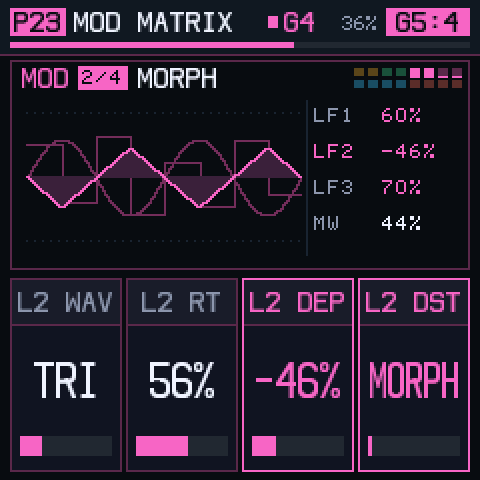 P23 MOD MATRIX G4 36% G5:4
MOD 2/4 MORPH
LF1 60%
LF2 -46%
LF3 70%
MW 44%
L2 WAV L2 RT L2 DEP L2 DST
TRI 56% -46% MORPH